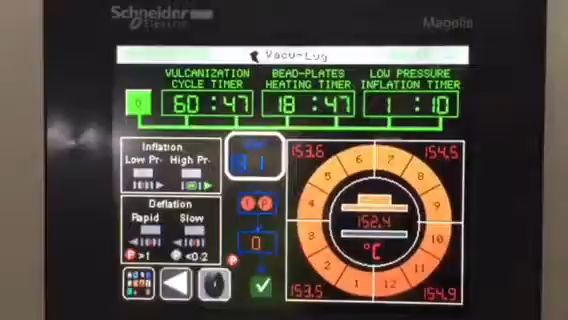 Schneider
Electric
Magelis
Vacu-Lug
VULCANIZATION CYCLE TIMER
BEAD-PLATES HEATING TIMER
LOW PRESSURE INFLATION TIMER
0
60:47
18:47
1:10
Inflation
Low Pr-
High Pr-
Deflation
Rapid
Slow
P >1
P <0.2
T P
0
P
153.6
154.5
153.5
154.9
152.4
°C
1
2
3
4
5
6
7
8
9
10
11
12